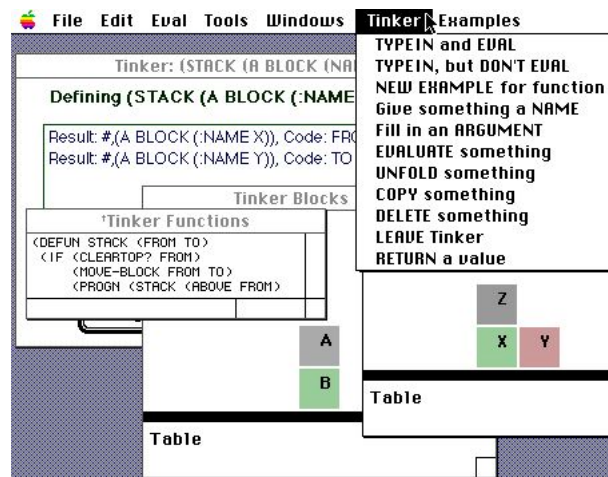 File Edit Eval Tools Windows Tinker Examples
TYPEIN and EVAL
TYPEIN, but DON'T EVAL
NEW EXAMPLE for function
Give something a NAME
Fill in an ARGUMENT
EVALUATE something
UNFOLD something
COPY something
DELETE something
LEAVE Tinker
RETURN a value
Tinker: (STACK (A BLOCK (NA
Defining (STACK (A BLOCK (:NAME
Result: #,(A BLOCK (:NAME X)), Code: FRO
Result: #,(A BLOCK (:NAME Y)), Code: TO
Tinker Blocks
↑Tinker Functions
(DEFUN STACK (FROM TO)
(IF (CLEARTOP? FROM)
(MOVE-BLOCK FROM TO)
(PROGN (STACK (ABOVE FROM)
A
B
Table
Z
X Y
Table